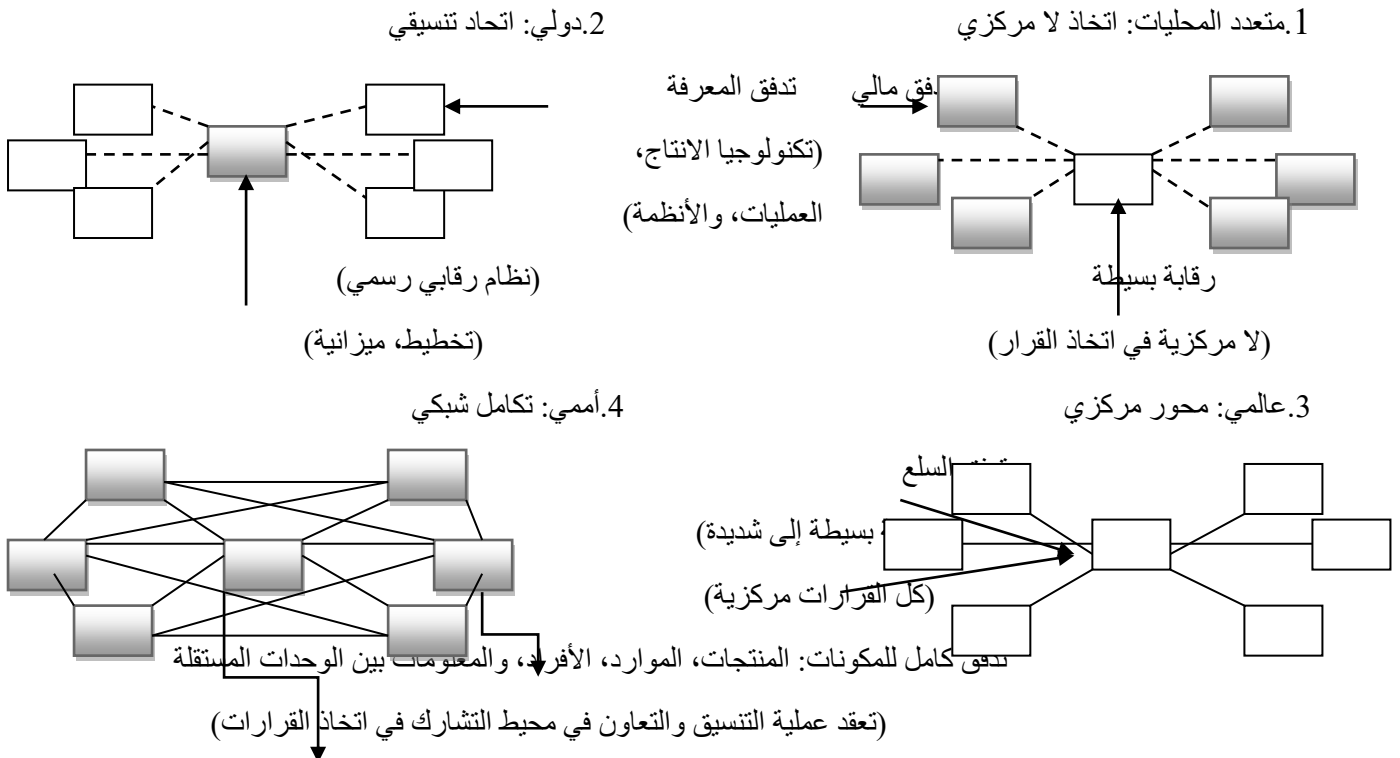 1.متعدد المحليات: اتخاذ لا مركزي
2.دولي: اتحاد تنسيقي
مالي
تدفق المعرفة
(تكنولوجيا الانتاج،
العمليات، والأنظمة)
رقابة بسيطة
(نظام رقابي رسمي)
(لا مركزية في اتخاذ القرار)
(تخطيط، ميزانية)
3.عالمي: محور مركزي
4.أممي: تكامل شبكي
السلع
بسيطة إلى شديدة)
(كل القرارات مركزية)
تدفق كامل للمكونات: المنتجات، الموارد، الأفراد، والمعلومات بين الوحدات المستقلة
(تعقد عملية التنسيق والتعاون في محيط التشارك في اتخاذ القرارات)